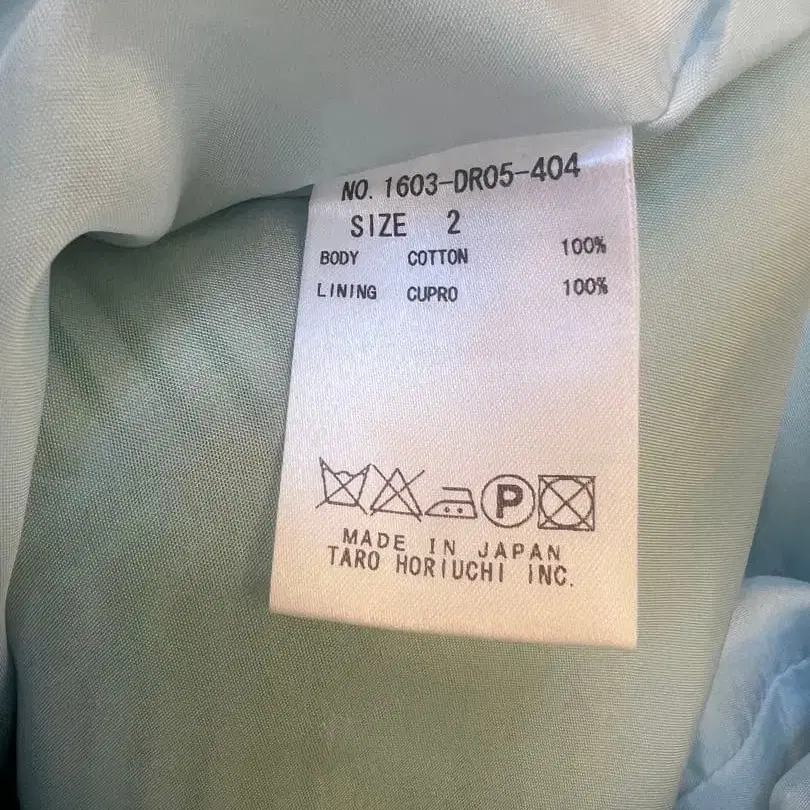 NO. 1603-DR05-404
SIZE 2
BODY COTTON 100%
LINING CUPRO 100%
P
MADE IN JAPAN
TARO HORIUCHI INC.